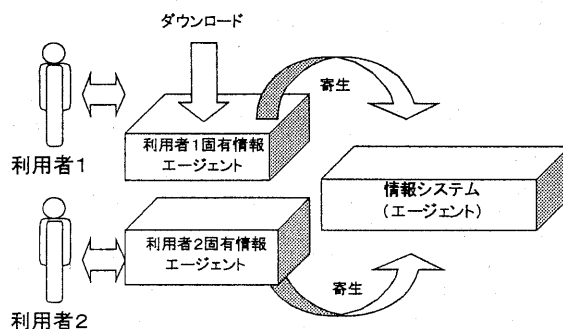 ダウンロード
寄生
利用者1固有情報
エージェント
利用者1
情報システム
(エージェント)
利用者2固有情報
エージェント
寄生
利用者2